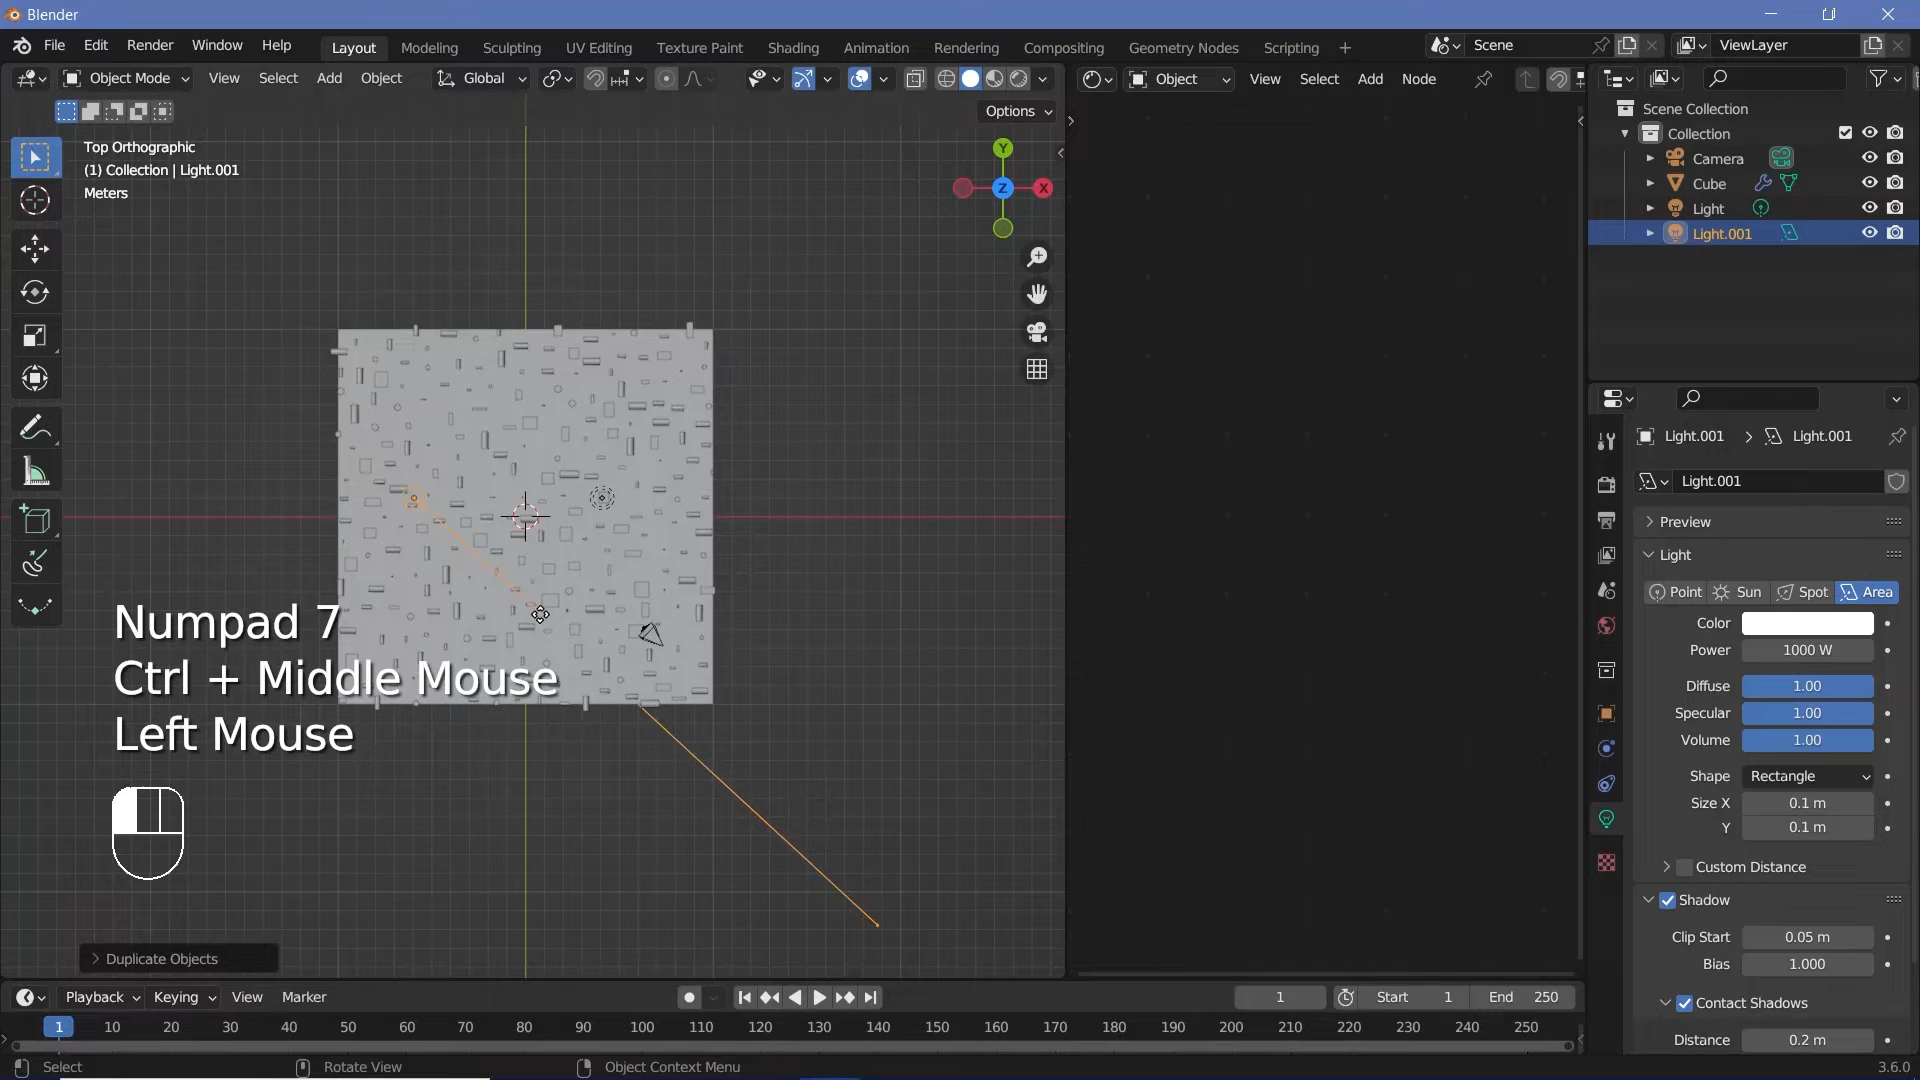 Blender
File Edit Render Window Help
Layout Modeling Sculpting UV Editing Texture Paint Shading Animation Rendering Compositing Geometry Nodes Scripting +
Scene
ViewLayer
Object Mode View Select Add Object Global
Object View Select Add Node
Options
Top Orthographic
(1) Collection | Light.001
Meters
Y
Z
X
Scene Collection
Collection
Camera
Cube
Light
Light.001
Numpad 7
Ctrl + Middle Mouse
Left Mouse
Duplicate Objects
Light.001 Light.001
Light.001
Preview
Light
Point Sun Spot Area
Color
Power 1000 W
Diffuse 1.00
Specular 1.00
Volume 1.00
Shape Rectangle
Size X 0.1 m
Y 0.1 m
Custom Distance
Shadow
Clip Start 0.05 m
Bias 1.000
Contact Shadows
Distance 0.2 m
Playback Keying View Marker
1 Start 1 End 250
1 10 20 30 40 50 60 70 80 90 100 110 120 130 140 150 160 170 180 190 200 210 220 230 240 250
Select Rotate View Object Context Menu 3.6.0